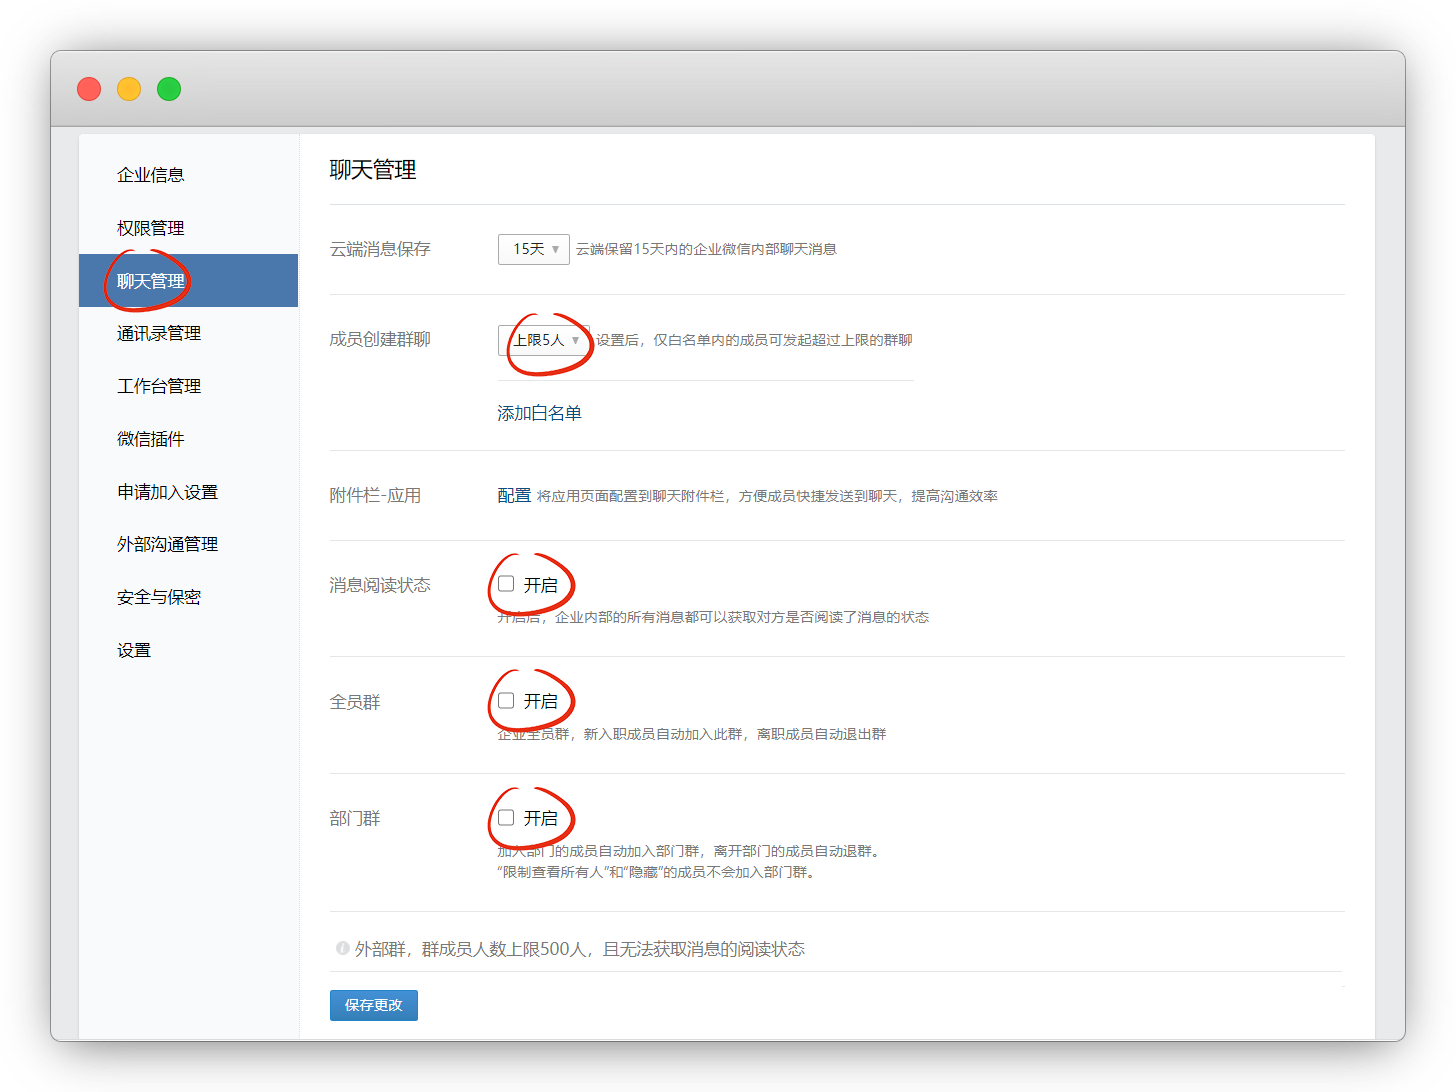 企业信息
权限管理
聊天管理
通讯录管理
工作台管理
微信插件
申请加入设置
外部沟通管理
安全与保密
设置
聊天管理
云端消息保存 15天 云端保留15天内的企业微信内部聊天消息
成员创建群聊 上限5人 设置后，仅白名单内的成员可发起超过上限的群聊
添加白名单
附件栏-应用 配置 将应用页面配置到聊天附件栏，方便成员快捷发送到聊天，提高沟通效率
消息阅读状态 开启
开启后，企业内部的所有消息都可以获取对方是否阅读了消息的状态
全员群 开启
企业全员群，新入职成员自动加入此群，离职成员自动退出群
部门群 开启
加入部门的成员自动加入部门群，离开部门的成员自动退群。
“限制查看所有人”和“隐藏”的成员不会加入部门群。
外部群，群成员人数上限500人，且无法获取消息的阅读状态
保存更改